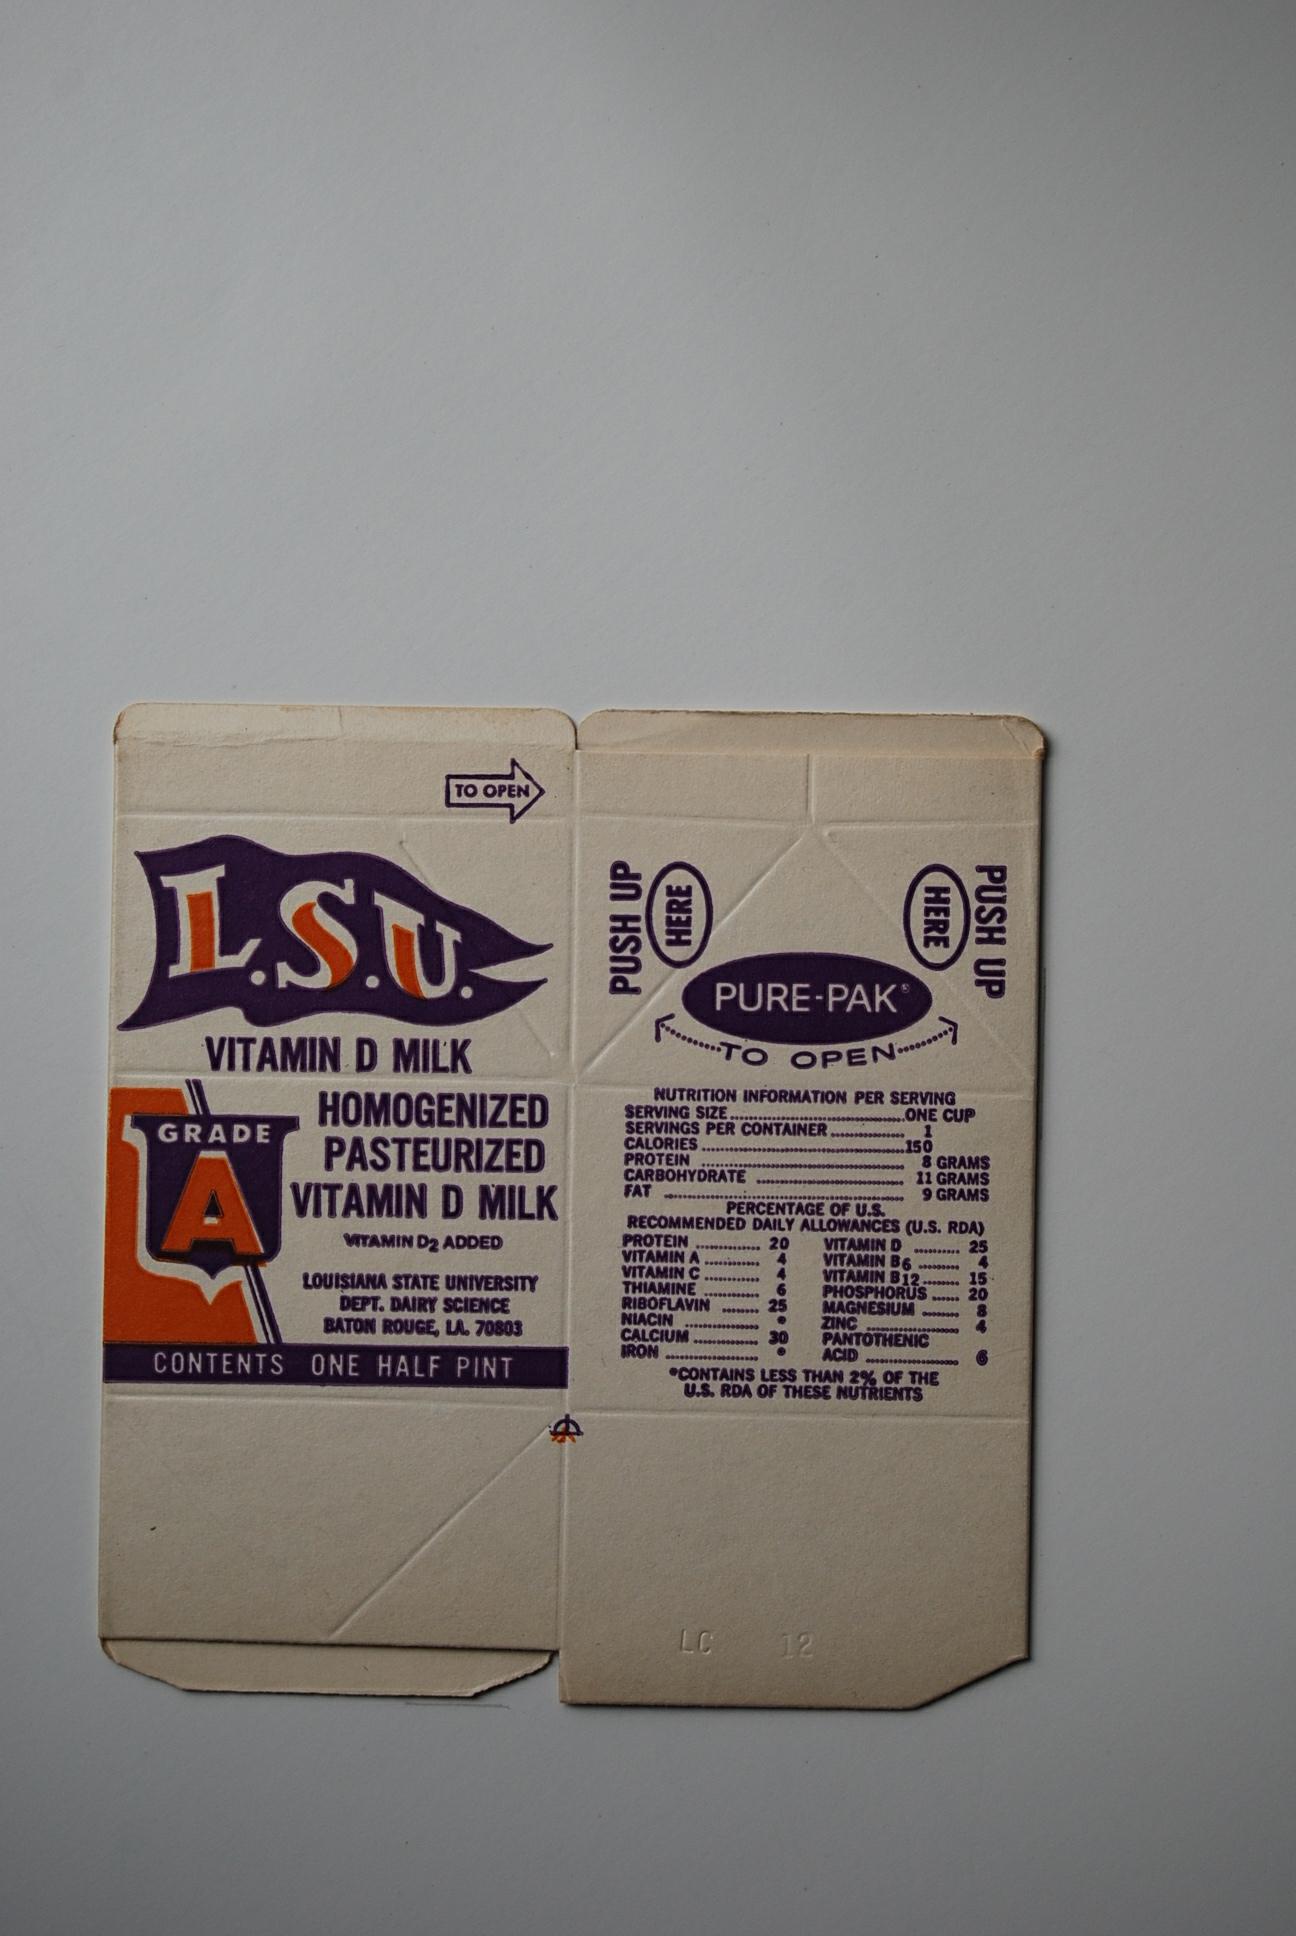 TO OPEN
L.S.U.
VITAMIN D MILK
GRADE
A
HOMOGENIZED
PASTEURIZED
VITAMIN D MILK
VITAMIN D2 ADDED
LOUISIANA STATE UNIVERSITY
DEPT. DAIRY SCIENCE
BATON ROUGE, LA. 70803
CONTENTS ONE HALF PINT
PUSH UP
HERE
HERE
PUSH UP
PURE-PAK®
TO OPEN
NUTRITION INFORMATION PER SERVING
SERVING SIZE ONE CUP
SERVINGS PER CONTAINER 1
CALORIES 150
PROTEIN 8 GRAMS
CARBOHYDRATE 11 GRAMS
FAT 9 GRAMS
PERCENTAGE OF U.S.
RECOMMENDED DAILY ALLOWANCES (U.S. RDA)
PROTEIN 20
VITAMIN A 4
VITAMIN C 4
THIAMINE 6
RIBOFLAVIN 25
NIACIN *
CALCIUM 30
IRON *
VITAMIN D 25
VITAMIN B6 4
VITAMIN B12 15
PHOSPHORUS 20
MAGNESIUM 8
ZINC 4
PANTOTHENIC
ACID 6
*CONTAINS LESS THAN 2% OF THE
U.S. RDA OF THESE NUTRIENTS
LC 12